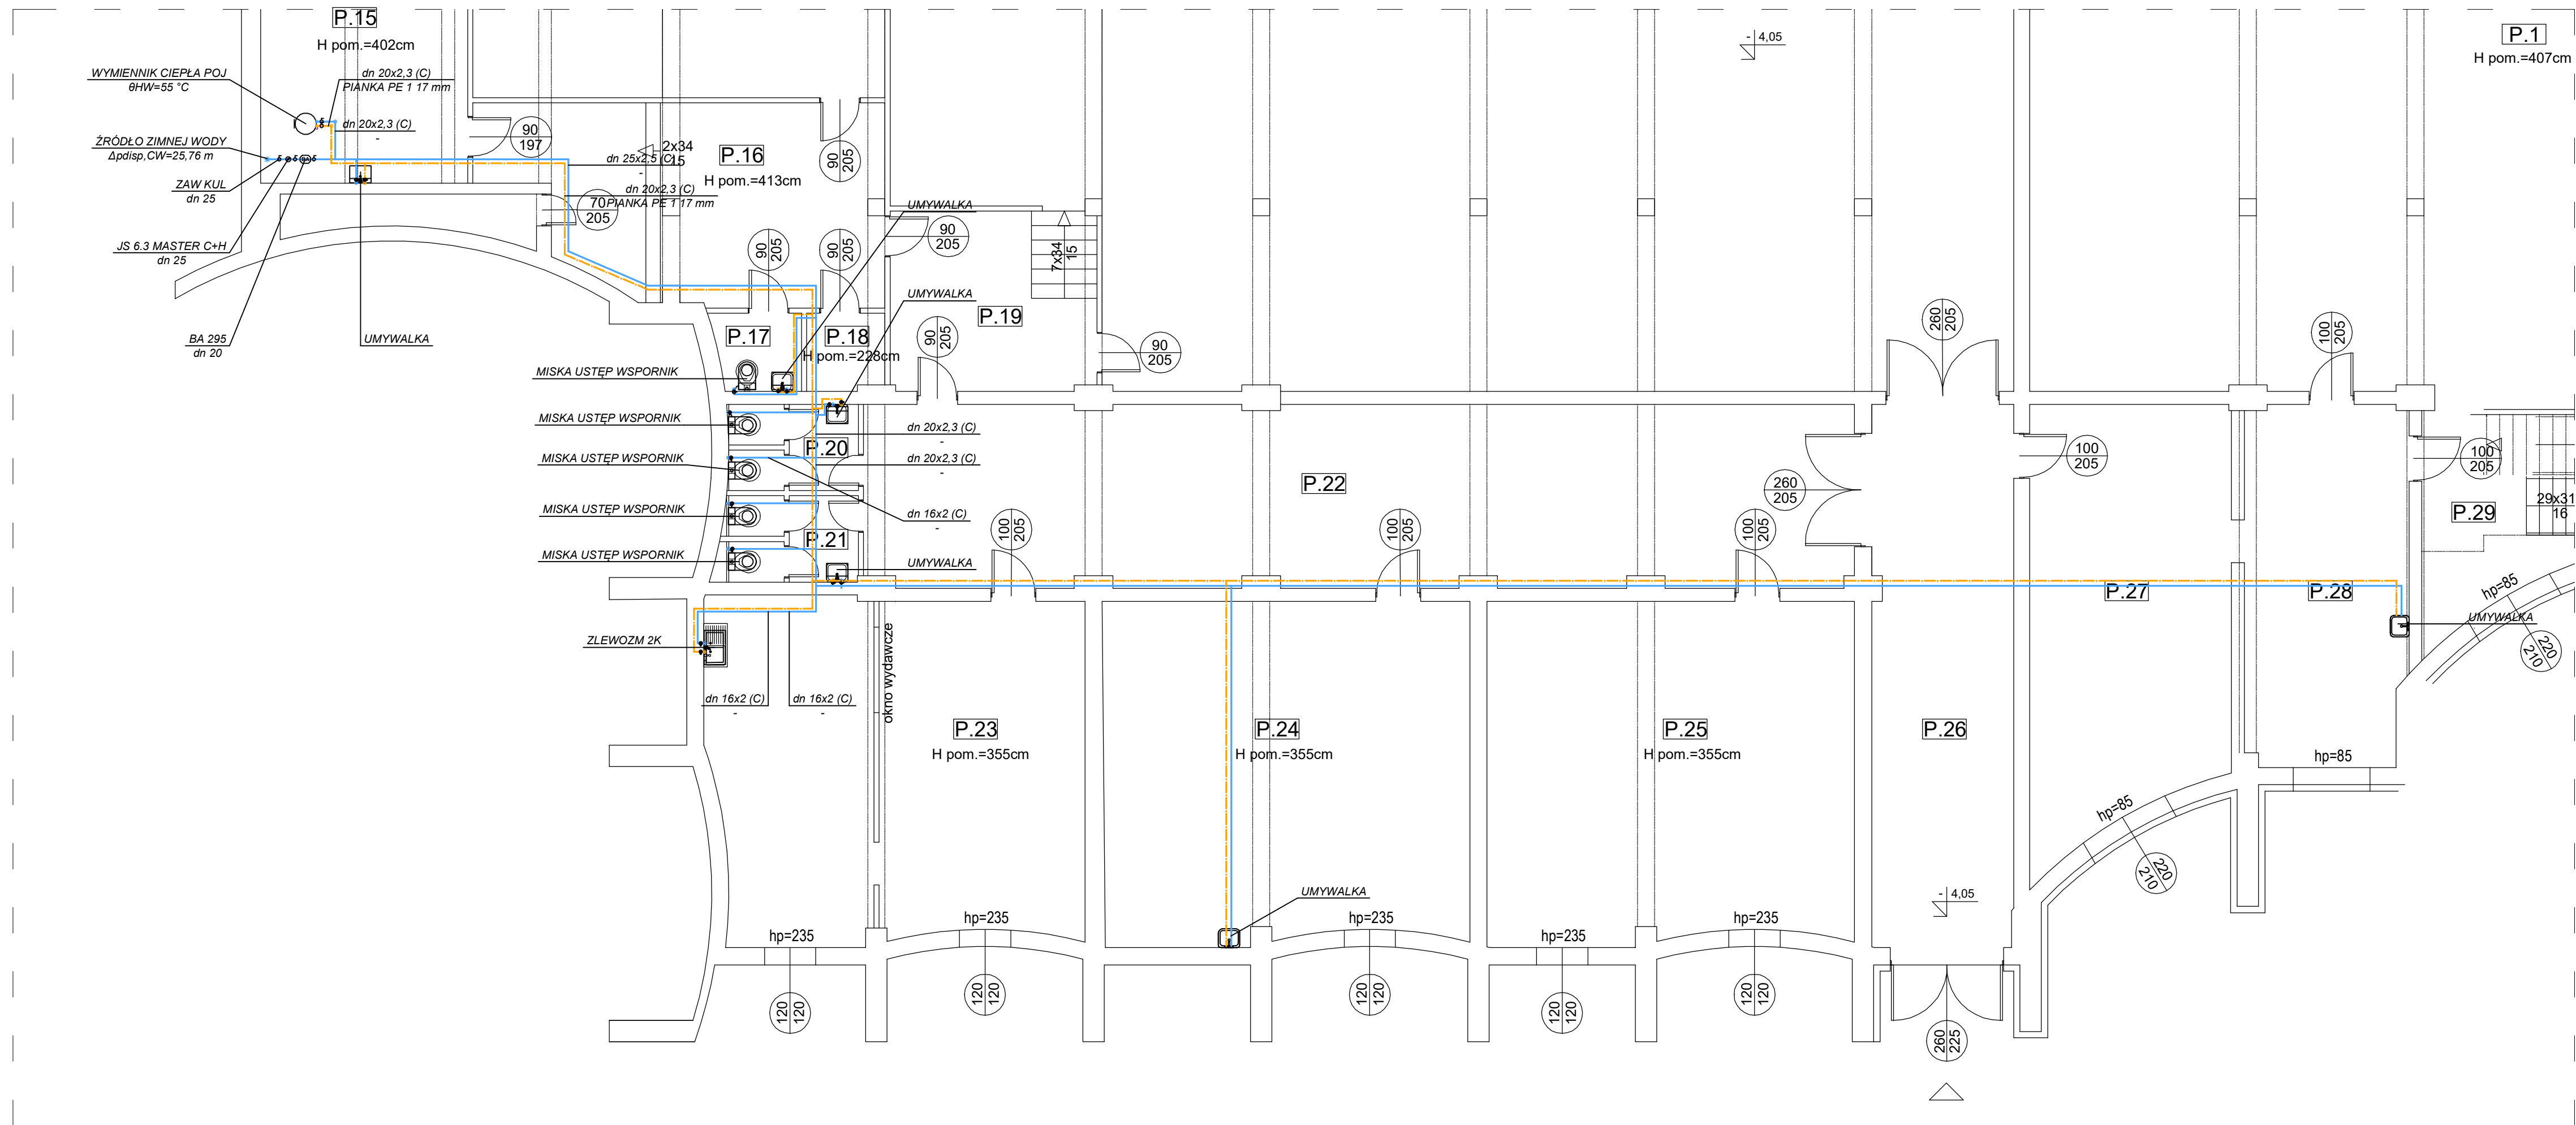 P.15
H pom.=402cm
WYMIENNIK CIEPŁA POJ
θHW=55 °C
dn 20x2,3 (C)
PIANKA PE 1 17 mm
dn 20x2,3 (C)
-
ŹRÓDŁO ZIMNEJ WODY
Δpdisp,CW=25,76 m
ZAW KUL
dn 25
JS 6.3 MASTER C+H
dn 25
BA 295
dn 20
UMYWALKA
90
197
2x34
15
dn 25x2,5 (C)
-
dn 20x2,3 (C)
PIANKA PE 1 17 mm
70
205
P.16
H pom.=413cm
90
205
90
205
90
205
UMYWALKA
90
205
UMYWALKA
7x34
15
P.17
P.18
H pom.=228cm
P.19
90
205
90
205
- 4,05
260
205
100
205
P.1
H pom.=407cm
MISKA USTĘP WSPORNIK
MISKA USTĘP WSPORNIK
MISKA USTĘP WSPORNIK
MISKA USTĘP WSPORNIK
MISKA USTĘP WSPORNIK
P.20
P.21
dn 20x2,3 (C)
-
dn 20x2,3 (C)
-
dn 16x2 (C)
-
UMYWALKA
P.22
100
205
100
205
100
205
260
205
100
205
100
205
P.29
29x31
16
hp=85
220
210
P.27
P.28
UMYWALKA
ZLEWOZM 2K
dn 16x2 (C)
-
dn 16x2 (C)
-
okno wydawcze
P.23
H pom.=355cm
P.24
H pom.=355cm
P.25
H pom.=355cm
P.26
hp=85
hp=85
220
210
UMYWALKA
- 4,05
hp=235
hp=235
hp=235
hp=235
hp=235
120
120
120
120
120
120
120
120
120
120
260
225